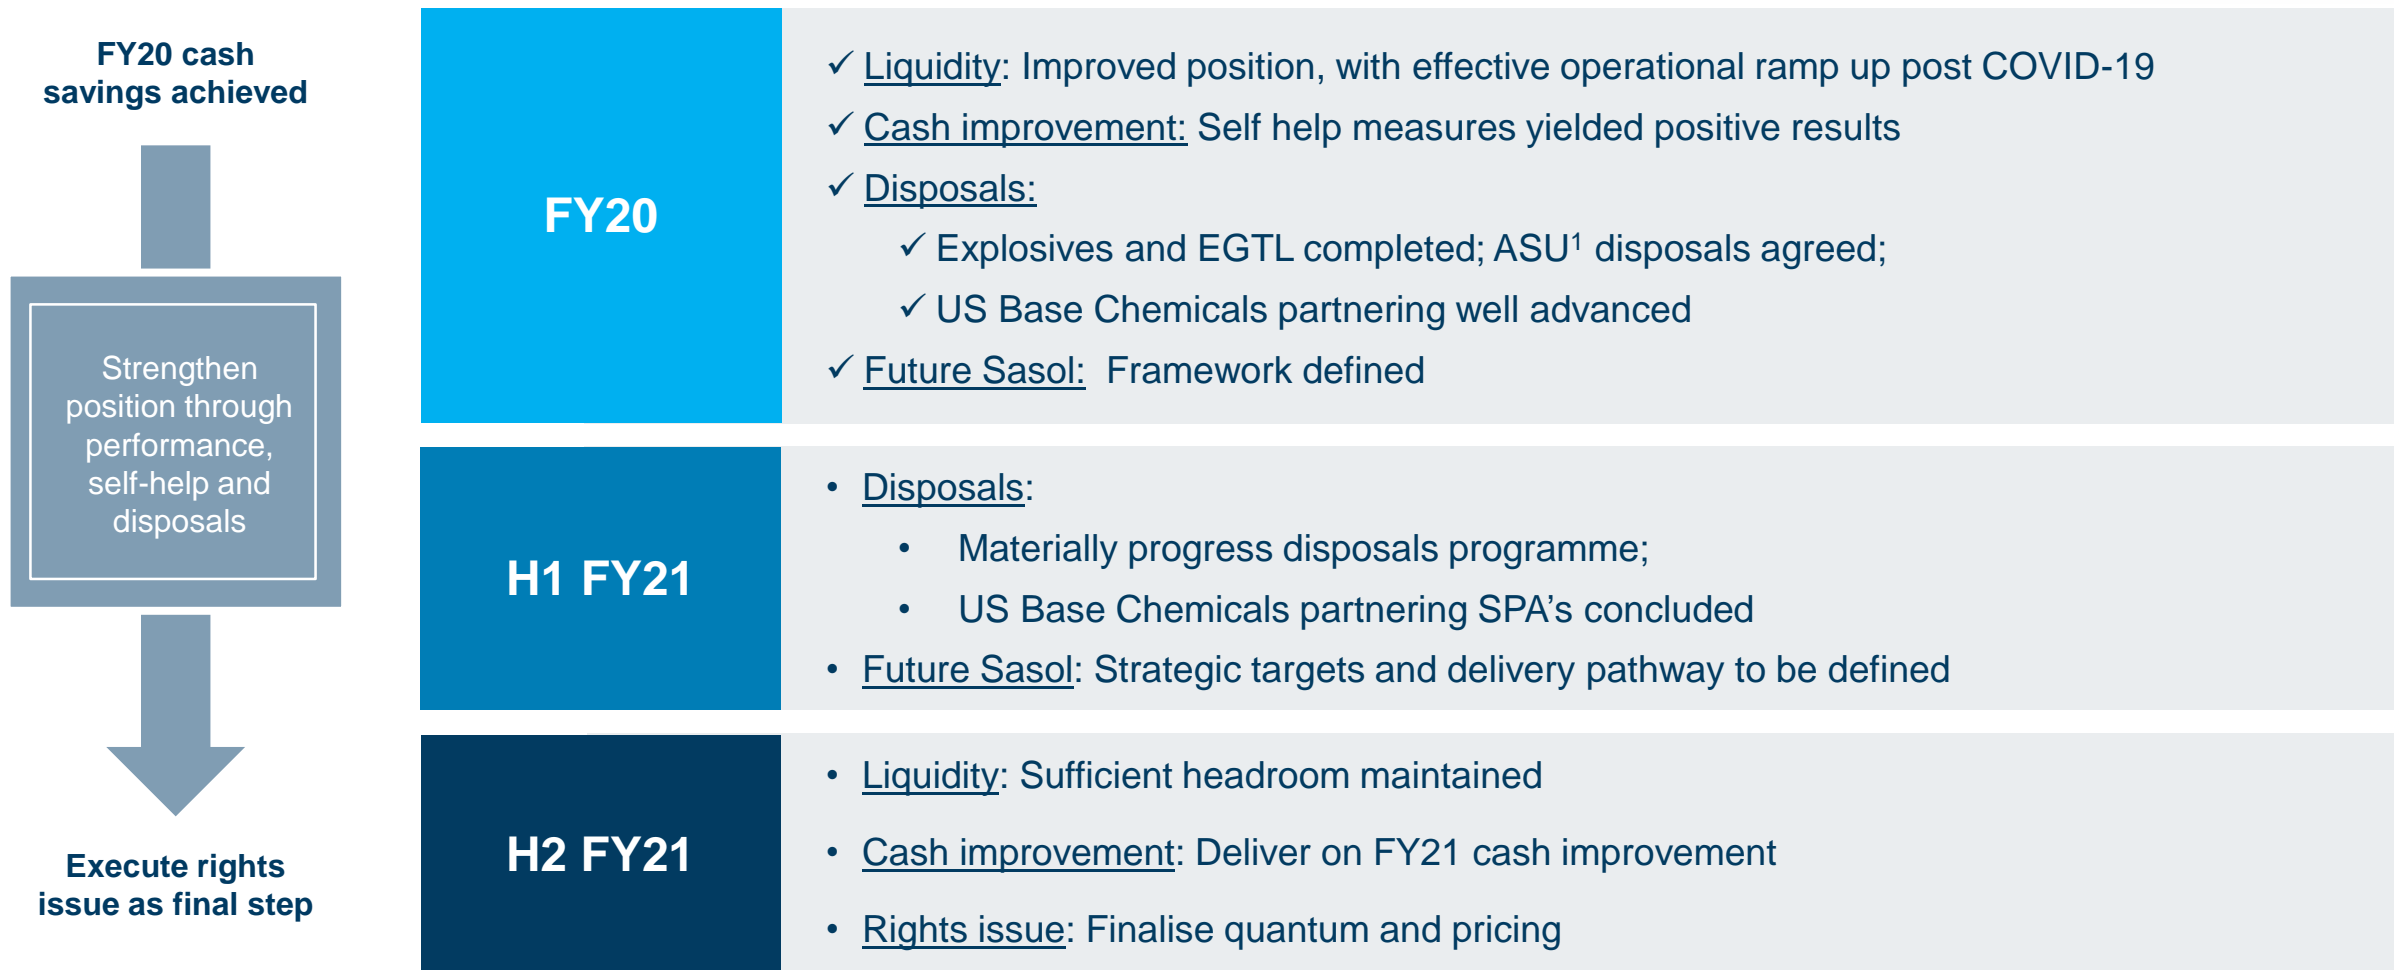 FY20 cash
savings achieved
Strengthen
position through
performance,
self-help and
disposals
Execute rights
issue as final step
FY20
✓ Liquidity: Improved position, with effective operational ramp up post COVID-19
✓ Cash improvement: Self help measures yielded positive results
✓ Disposals:
✓ Explosives and EGTL completed; ASU¹ disposals agreed;
✓ US Base Chemicals partnering well advanced
✓ Future Sasol: Framework defined
H1 FY21
• Disposals:
• Materially progress disposals programme;
• US Base Chemicals partnering SPA’s concluded
• Future Sasol: Strategic targets and delivery pathway to be defined
H2 FY21
• Liquidity: Sufficient headroom maintained
• Cash improvement: Deliver on FY21 cash improvement
• Rights issue: Finalise quantum and pricing